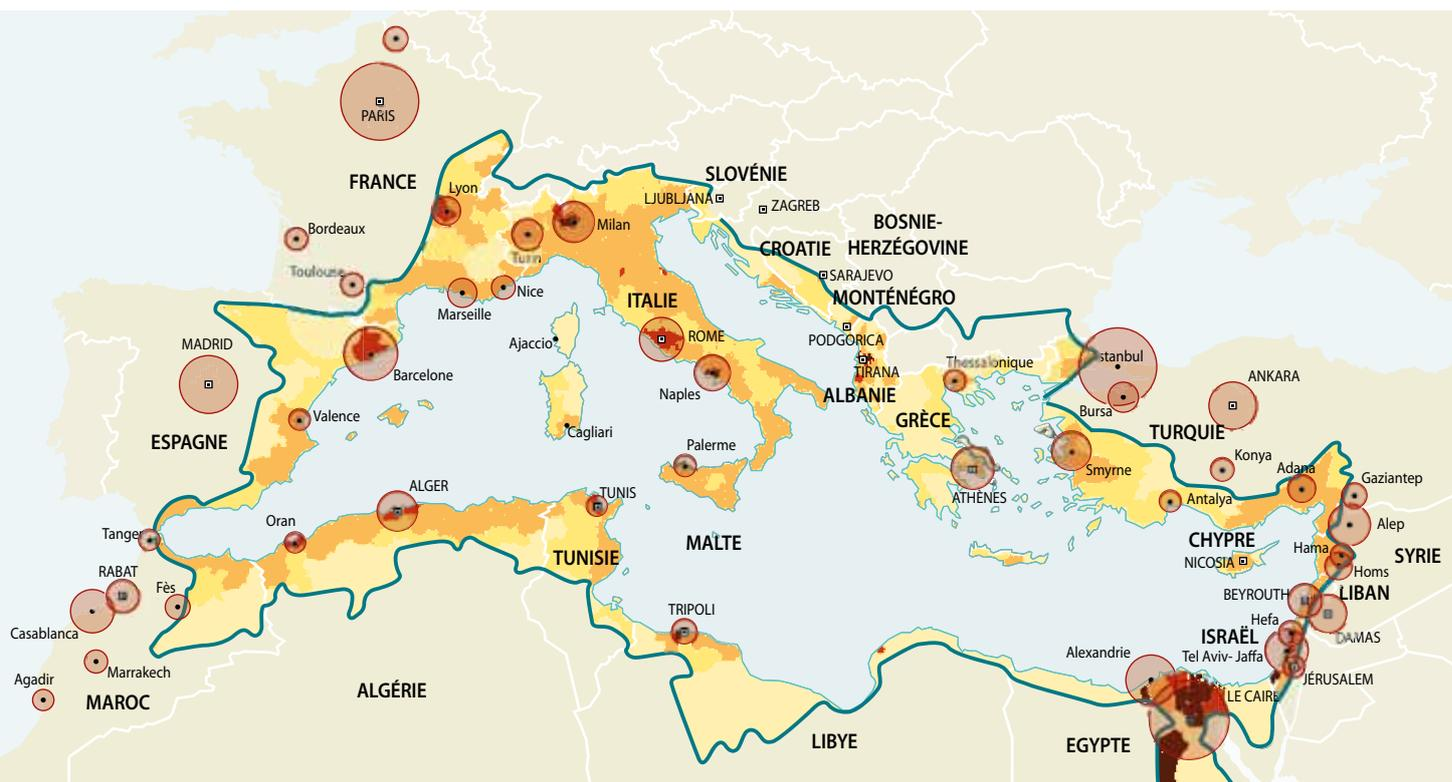 PARIS
SLOVÉNIE
FRANCE
Lyon
LJUBLJANA
ZAGREB
Bordeaux
Milan
BOSNIE-
HERZÉGOVINE
CROATIE
Turin
Toulouse
SARAJEVO
Nice
ITALIE
MONTÉNÉGRO
Marseille
MADRID
Ajaccio
ROME
PODGORICA
Thessalonique
Istanbul
TIRANA
Barcelone
ANKARA
Naples
ALBANIE
Bursa
Valence
GRÈCE
Cagliari
TURQUIE
ESPAGNE
Palerme
Konya
Smyrne
Adana
Gaziantep
ALGER
TUNIS
ATHÈNES
Antalya
Oran
Alep
Tanger
MALTE
CHYPRE
Hama
SYRIE
TUNISIE
NICOSIA
Homs
RABAT
Fès
BEYROUTH
LIBAN
TRIPOLI
Hefa
Casablanca
ISRAËL
DAMAS
Alexandrie
Tel Aviv- Jaffa
Marrakech
JÉRUSALEM
Agadir
ALGÉRIE
LE CAIRE
MAROC
LIBYE
EGYPTE